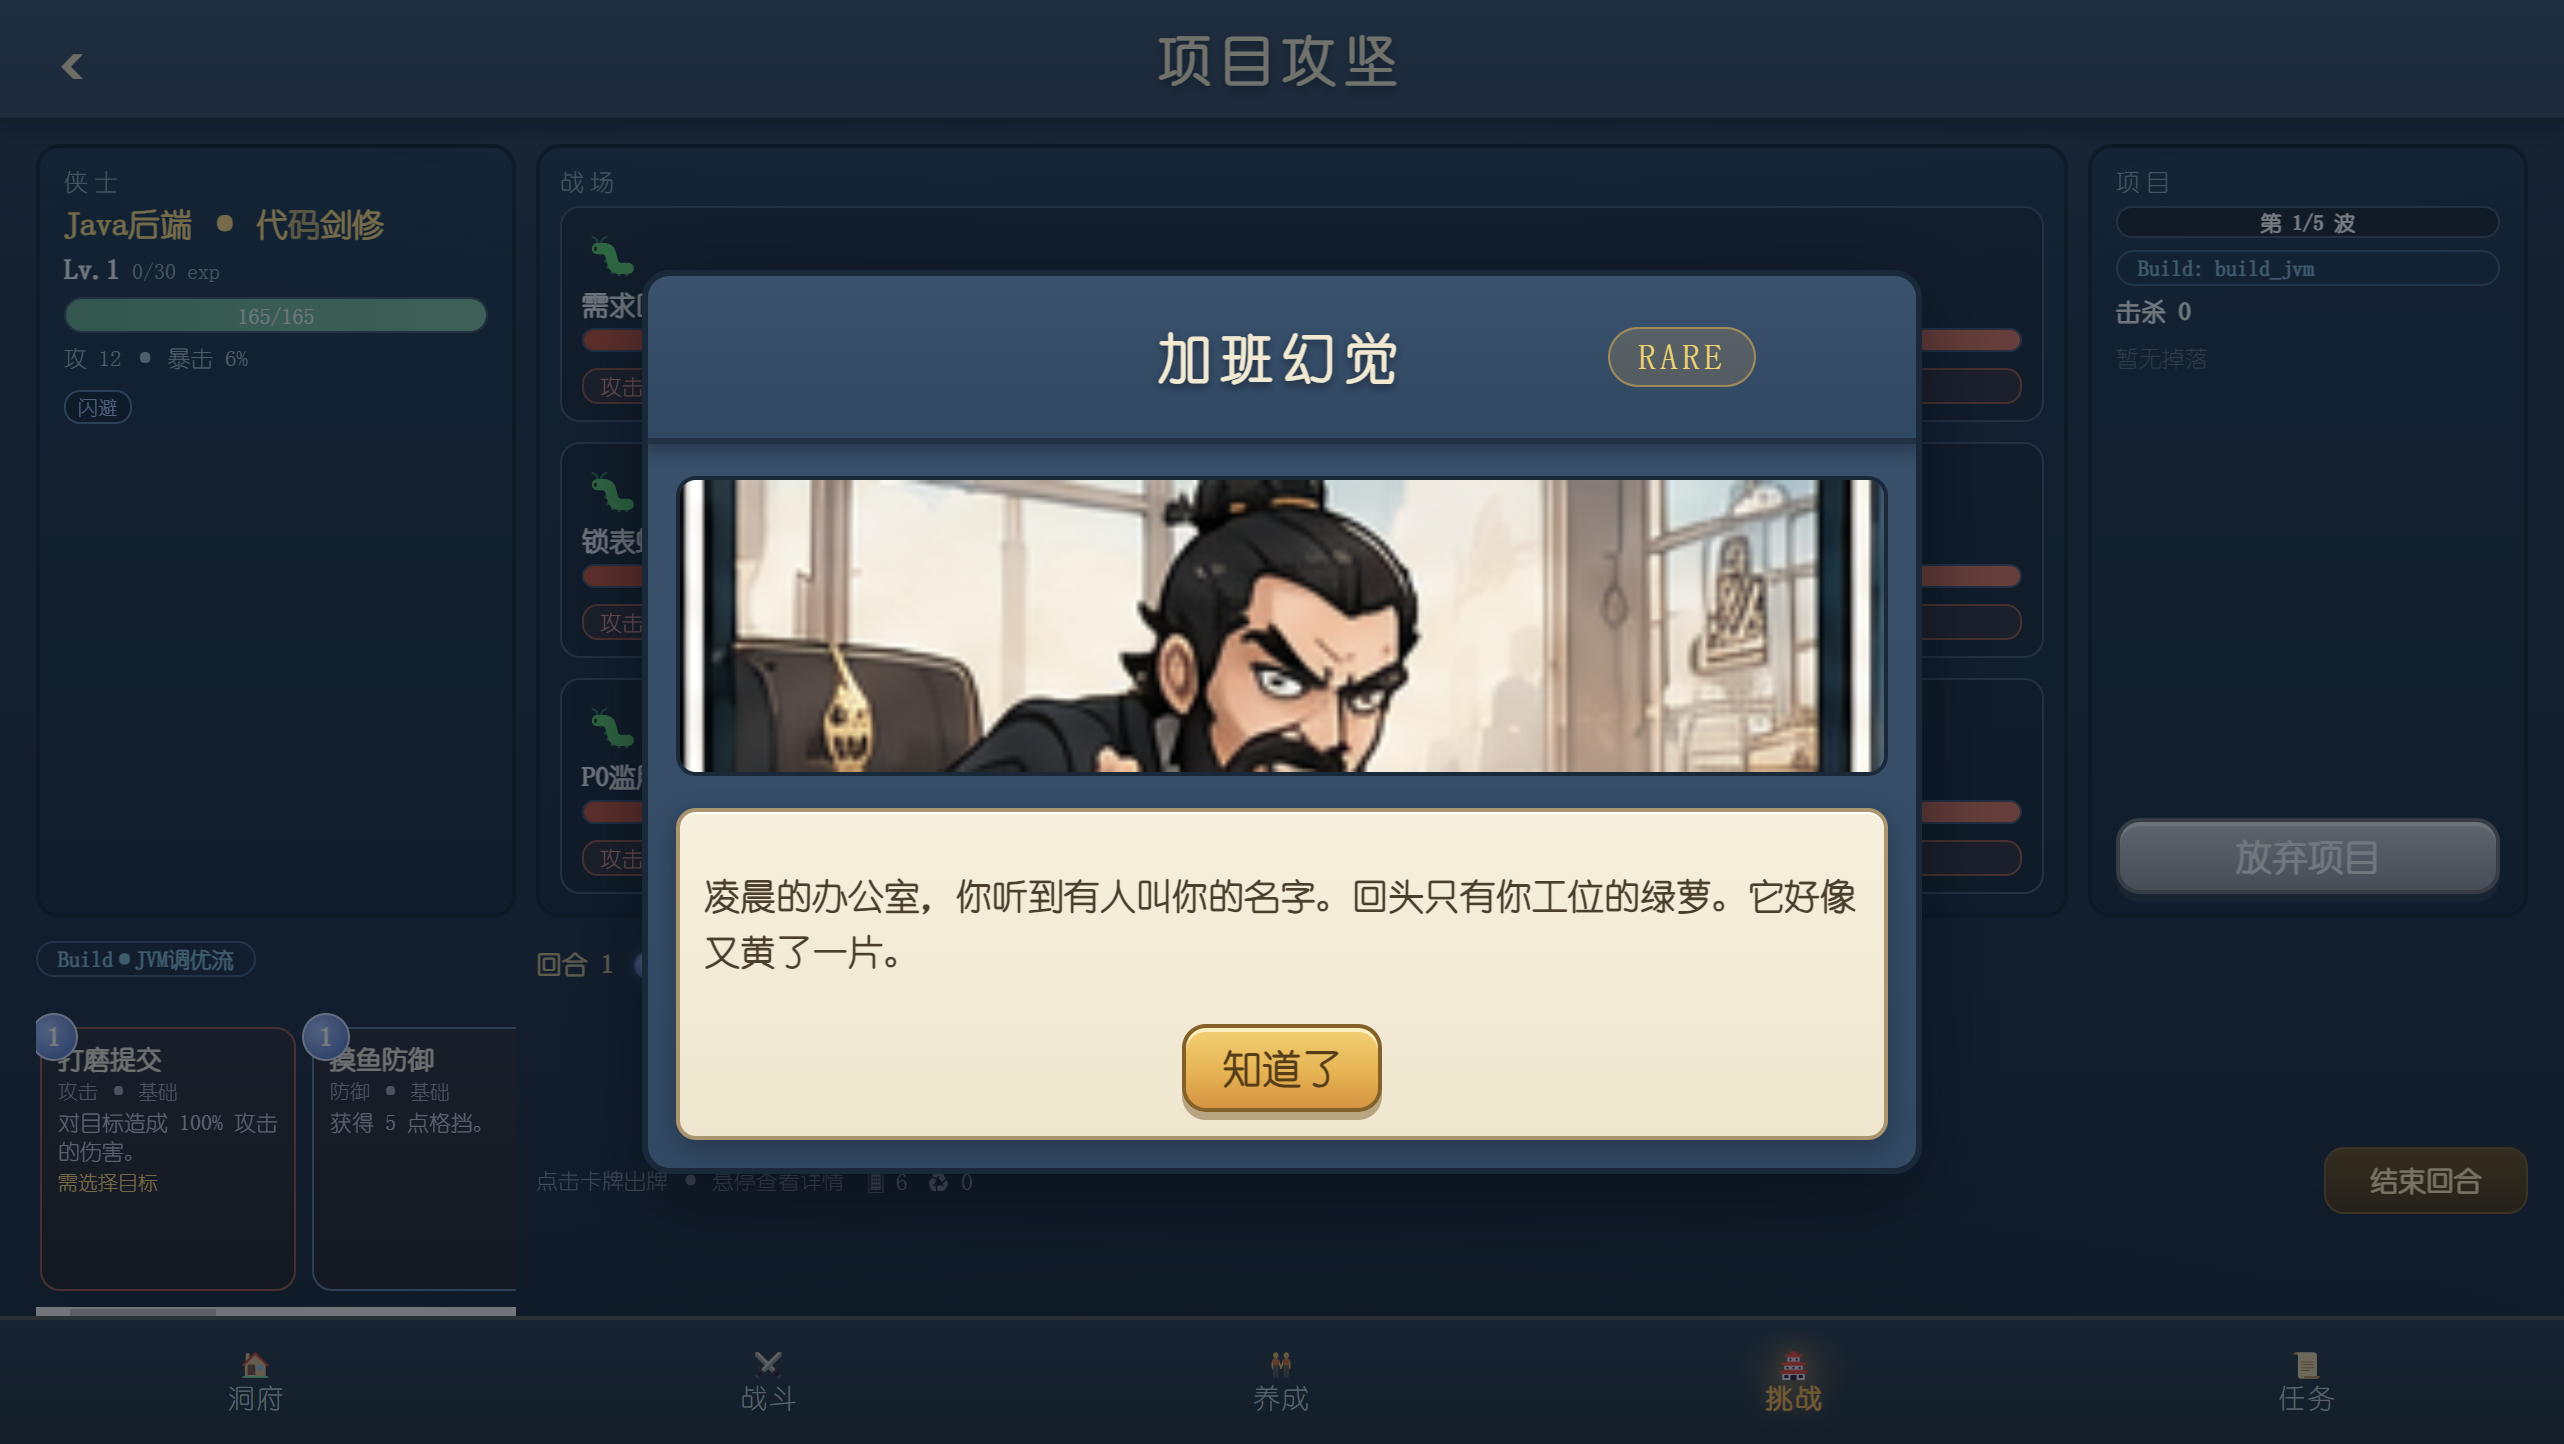 项目攻坚
侠士
Java后端 • 代码剑修
Lv.1 0/30 exp
165/165
攻 12 • 暴击 6%
闪避
战场
需求
攻击
锁表
攻击
P0滥
攻击
项目
第 1/5 波
Build: build_jvm
击杀 0
暂无掉落
放弃项目
加班幻觉
RARE
凌晨的办公室，你听到有人叫你的名字。回头只有你工位的绿萝。它好像
又黄了一片。
知道了
Build•JVM调优流
回合 1
1
打磨提交
攻击 • 基础
对目标造成 100% 攻击
的伤害。
需选择目标
1
摸鱼防御
防御 • 基础
获得 5 点格挡。
点击卡牌出牌 • 悬停查看详情 6 0
结束回合
洞府
战斗
养成
挑战
任务